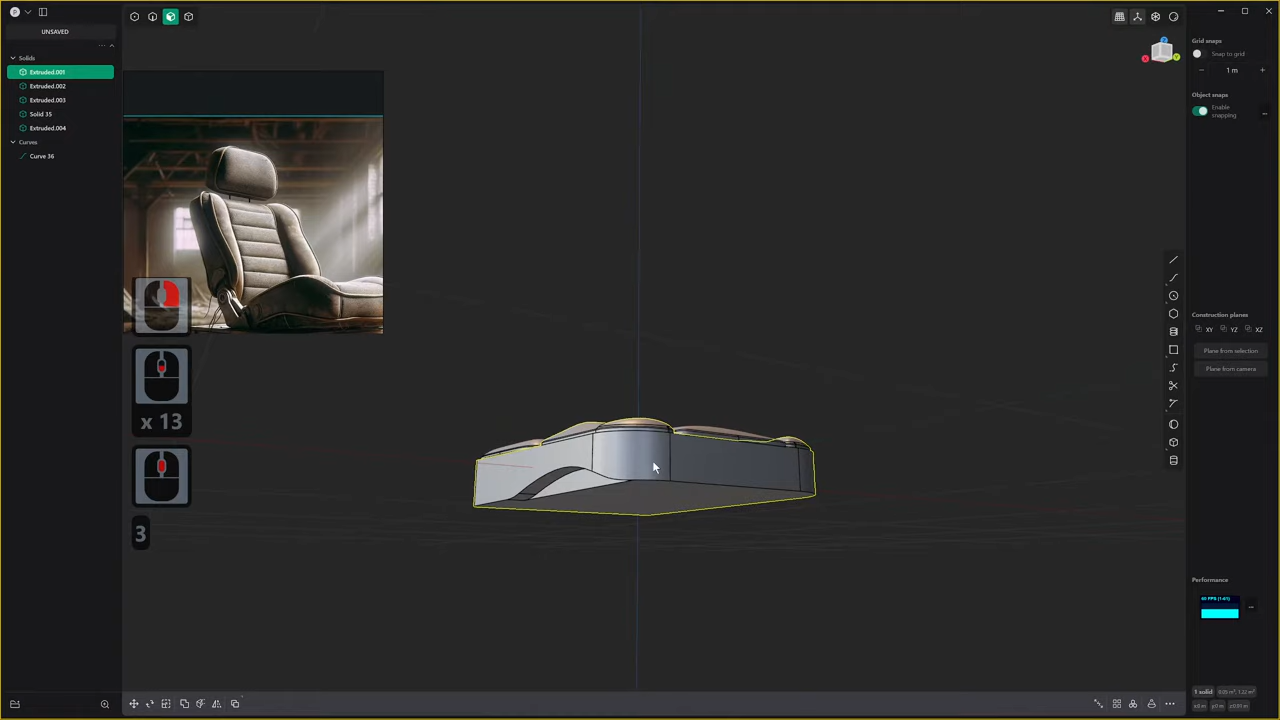 UNSAVED
Solids
Extruded.001
Extruded.002
Extruded.003
Solid 35
Extruded.004
Curves
Curve 36
x 13
3
Grid snaps
Snap to grid
1 m
Object snaps
Enable
snapping
Construction planes
XY YZ XZ
Plane from selection
Plane from camera
Performance
1 solid